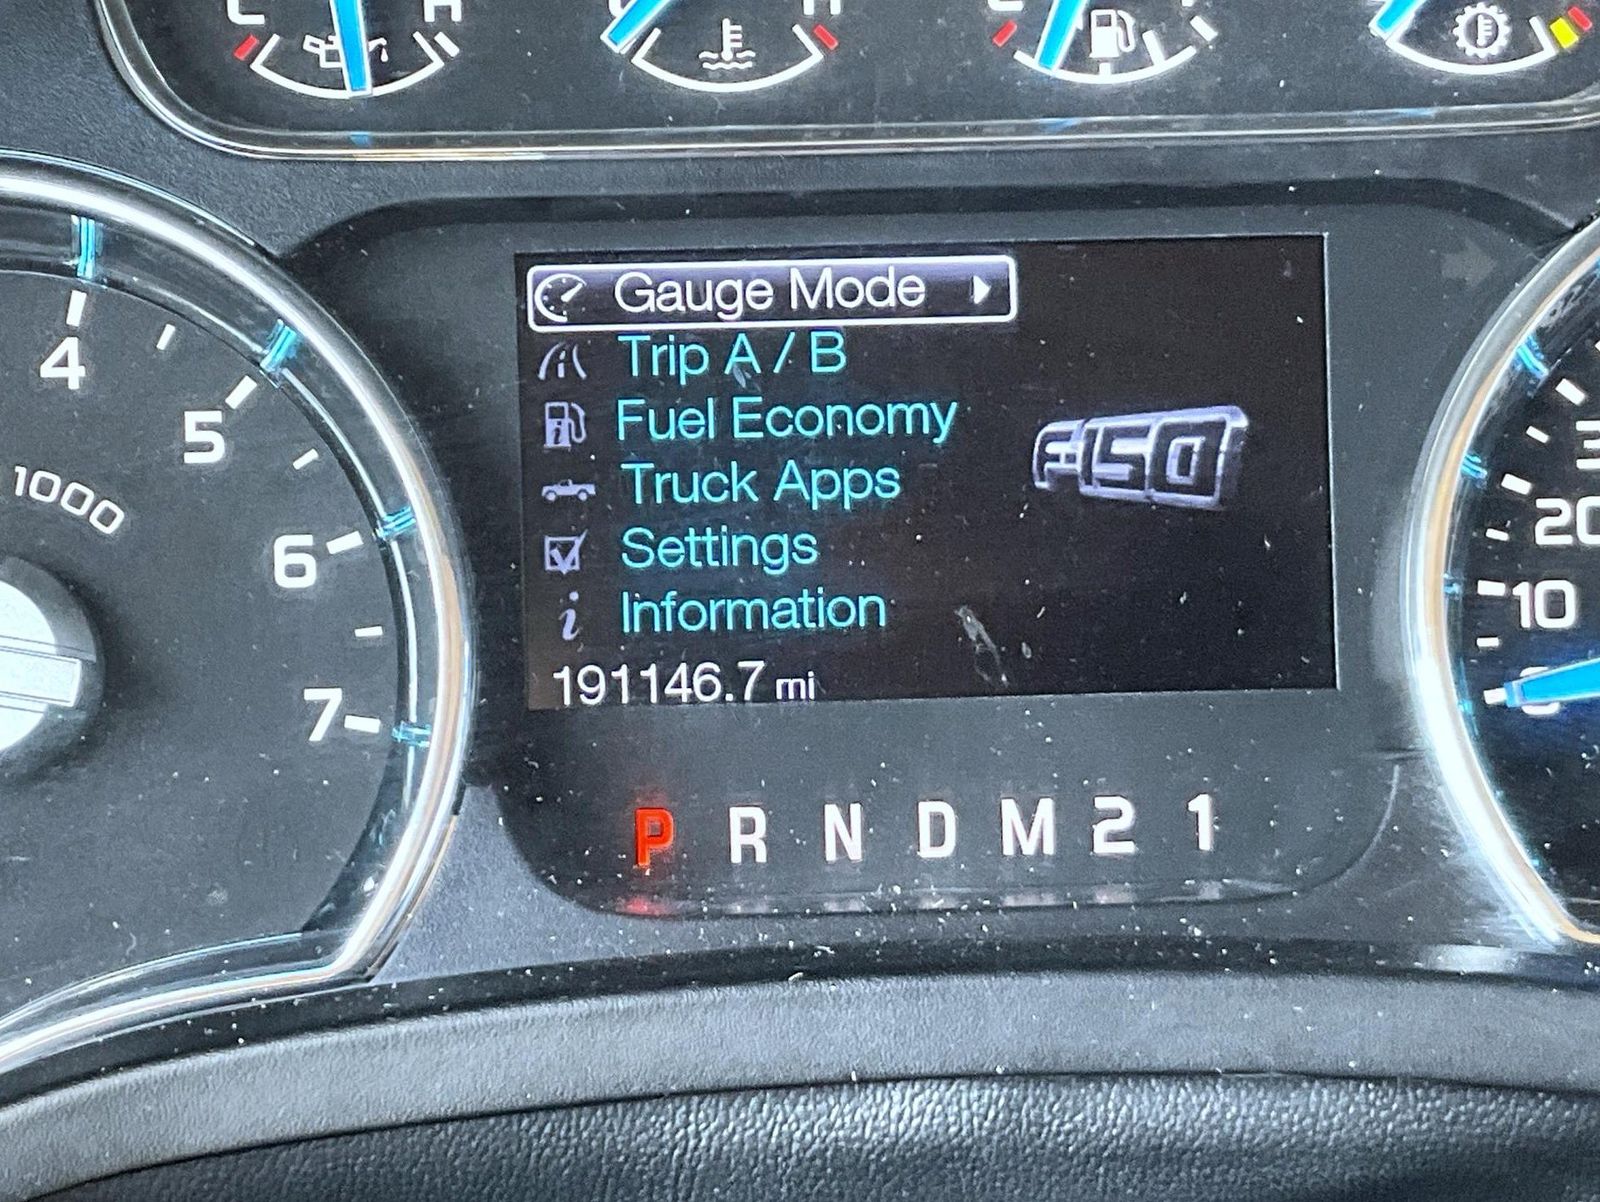 Gauge Mode
Trip A / B
Fuel Economy
Truck Apps
Settings
Information
F-150
191146.7 mi
P R N D M 2 1
4
5
6
7
1000
20
10
0